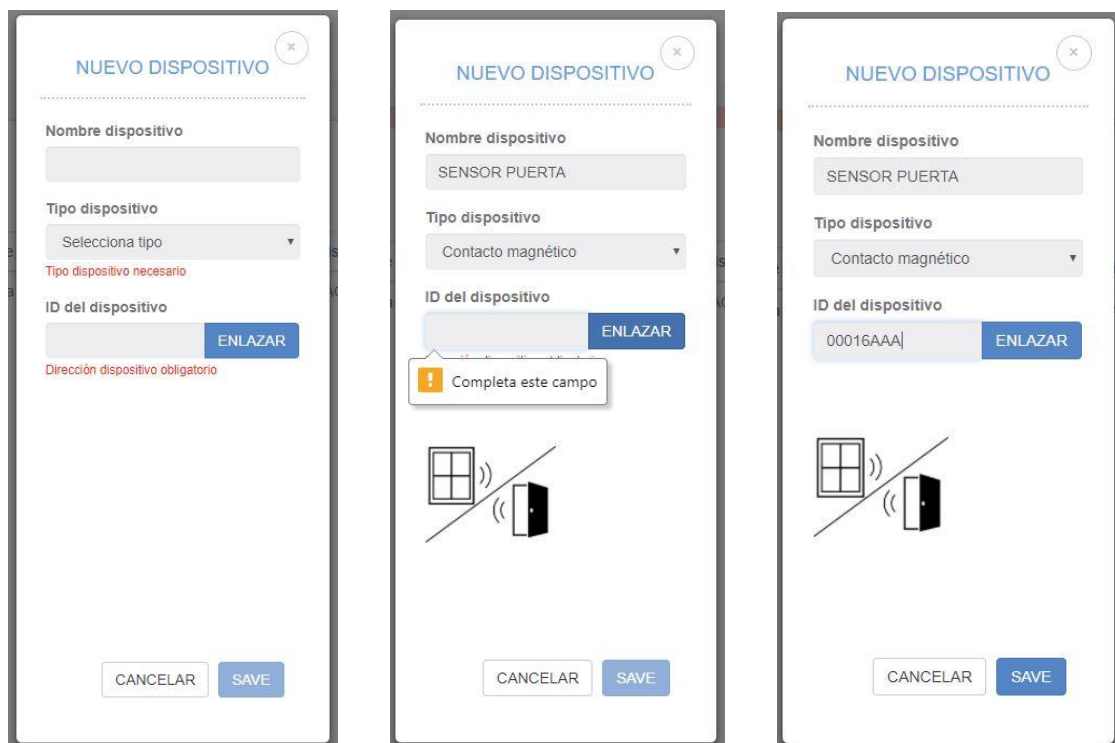 NUEVO DISPOSITIVO
Nombre dispositivo
Tipo dispositivo
Selecciona tipo
Tipo dispositivo necesario
ID del dispositivo
ENLAZAR
Dirección dispositivo obligatorio
CANCELAR SAVE
NUEVO DISPOSITIVO
Nombre dispositivo
SENSOR PUERTA
Tipo dispositivo
Contacto magnético
ID del dispositivo
ENLAZAR
Completa este campo
CANCELAR SAVE
NUEVO DISPOSITIVO
Nombre dispositivo
SENSOR PUERTA
Tipo dispositivo
Contacto magnético
ID del dispositivo
00016AAA ENLAZAR
CANCELAR SAVE